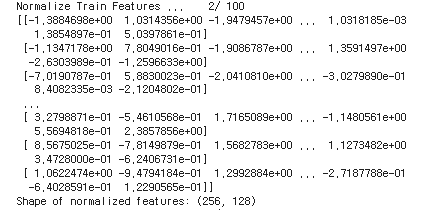 Normalize Train Features ...    2/ 100
[[-1,3884698e+00  1,0314356e+00 -1,9479457e+00 ...  1,0318185e-03
   1,3854897e-01  5,0397861e-01]
 [-1,1347178e+00  7,8049016e-01 -1,9086787e+00 ...  1,3591497e+00
  -2,6303989e-01 -1,2596633e+00]
 [-7,0190787e-01  5,8830023e-01 -2,0410810e+00 ... -3,0279890e-01
   8,4082335e-03 -2,1204802e-01]
 ...
 [ 3,2798871e-01 -5,4610568e-01  1,7165089e+00 ... -1,1480561e+00
   5,5694818e-01  2,3857856e+00]
 [ 8,5675025e-01 -7,8149879e-01  1,5682783e+00 ...  1,1273482e+00
   3,4728000e-01 -6,2406731e-01]
 [ 1,0622474e+00 -9,4794184e-01  1,2992884e+00 ... -2,7187788e-01
  -6,4028591e-01  1,2290565e-01]]
Shape of normalized features: (256, 128)